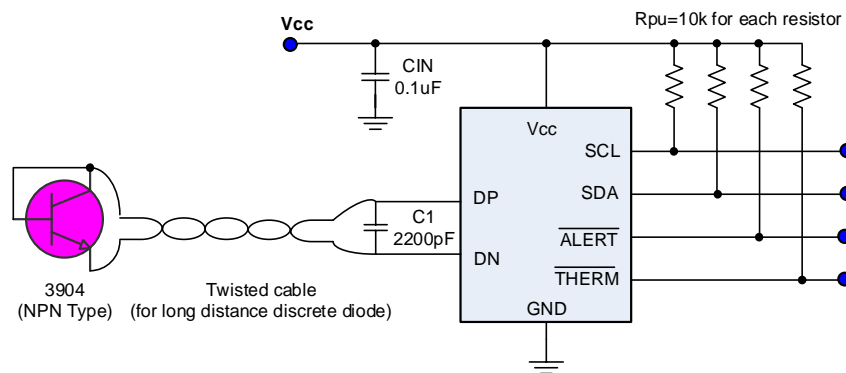 Vcc
Rpu=10k for each resistor
CIN
0.1uF
Vcc
SCL
SDA
ALERT
THERM
DP
DN
GND
C1
2200pF
3904
(NPN Type)
Twisted cable
(for long distance discrete diode)